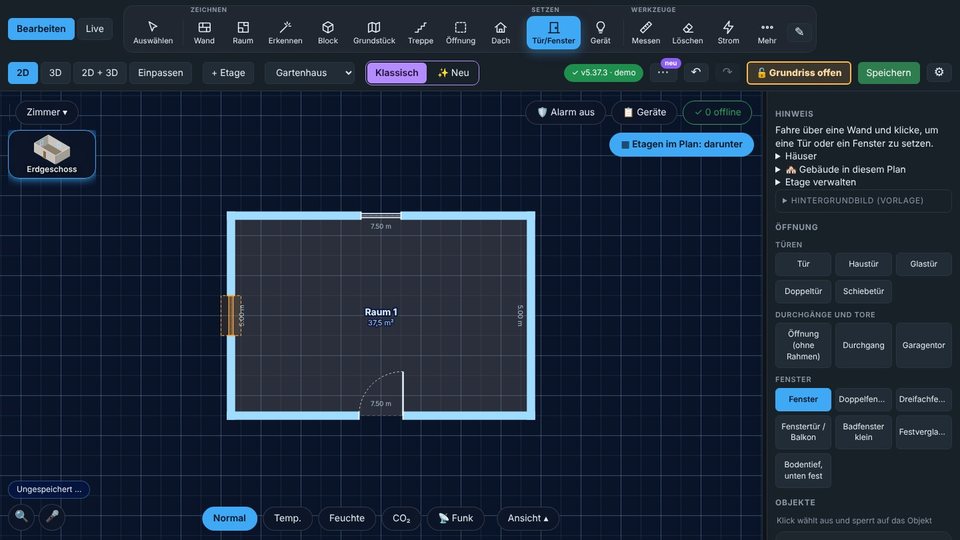 ZEICHNEN
SETZEN
WERKZEUGE
Bearbeiten
Live
Auswählen
Wand
Raum
Erkennen
Block
Grundstück
Treppe
Öffnung
Dach
Tür/Fenster
Gerät
Messen
Löschen
Strom
Mehr
2D
3D
2D + 3D
Einpassen
+ Etage
Gartenhaus
Klassisch
✨ Neu
✓ v5.37.3 · demo
neu
Grundriss offen
Speichern
Zimmer ▾
Alarm aus
Geräte
✓ 0 offline
Erdgeschoss
Etagen im Plan: darunter
7.50 m
5.00 m
Raum 1
37,5 m²
5.00 m
7.50 m
Ungespeichert ...
Normal
Temp.
Feuchte
CO₂
Funk
Ansicht ▴
HINWEIS
Fahre über eine Wand und klicke, um
eine Tür oder ein Fenster zu setzen.
▶ Häuser
▶ Gebäude in diesem Plan
▶ Etage verwalten
▶ HINTERGRUNDBILD (VORLAGE)
ÖFFNUNG
TÜREN
Tür
Haustür
Glastür
Doppeltür
Schiebetür
DURCHGÄNGE UND TORE
Öffnung
(ohne
Rahmen)
Durchgang
Garagentor
FENSTER
Fenster
Doppelfen...
Dreifachfe...
Fenstertür /
Balkon
Badfenster
klein
Festvergla...
Bodentief,
unten fest
OBJEKTE
Klick wählt aus und sperrt auf das Objekt